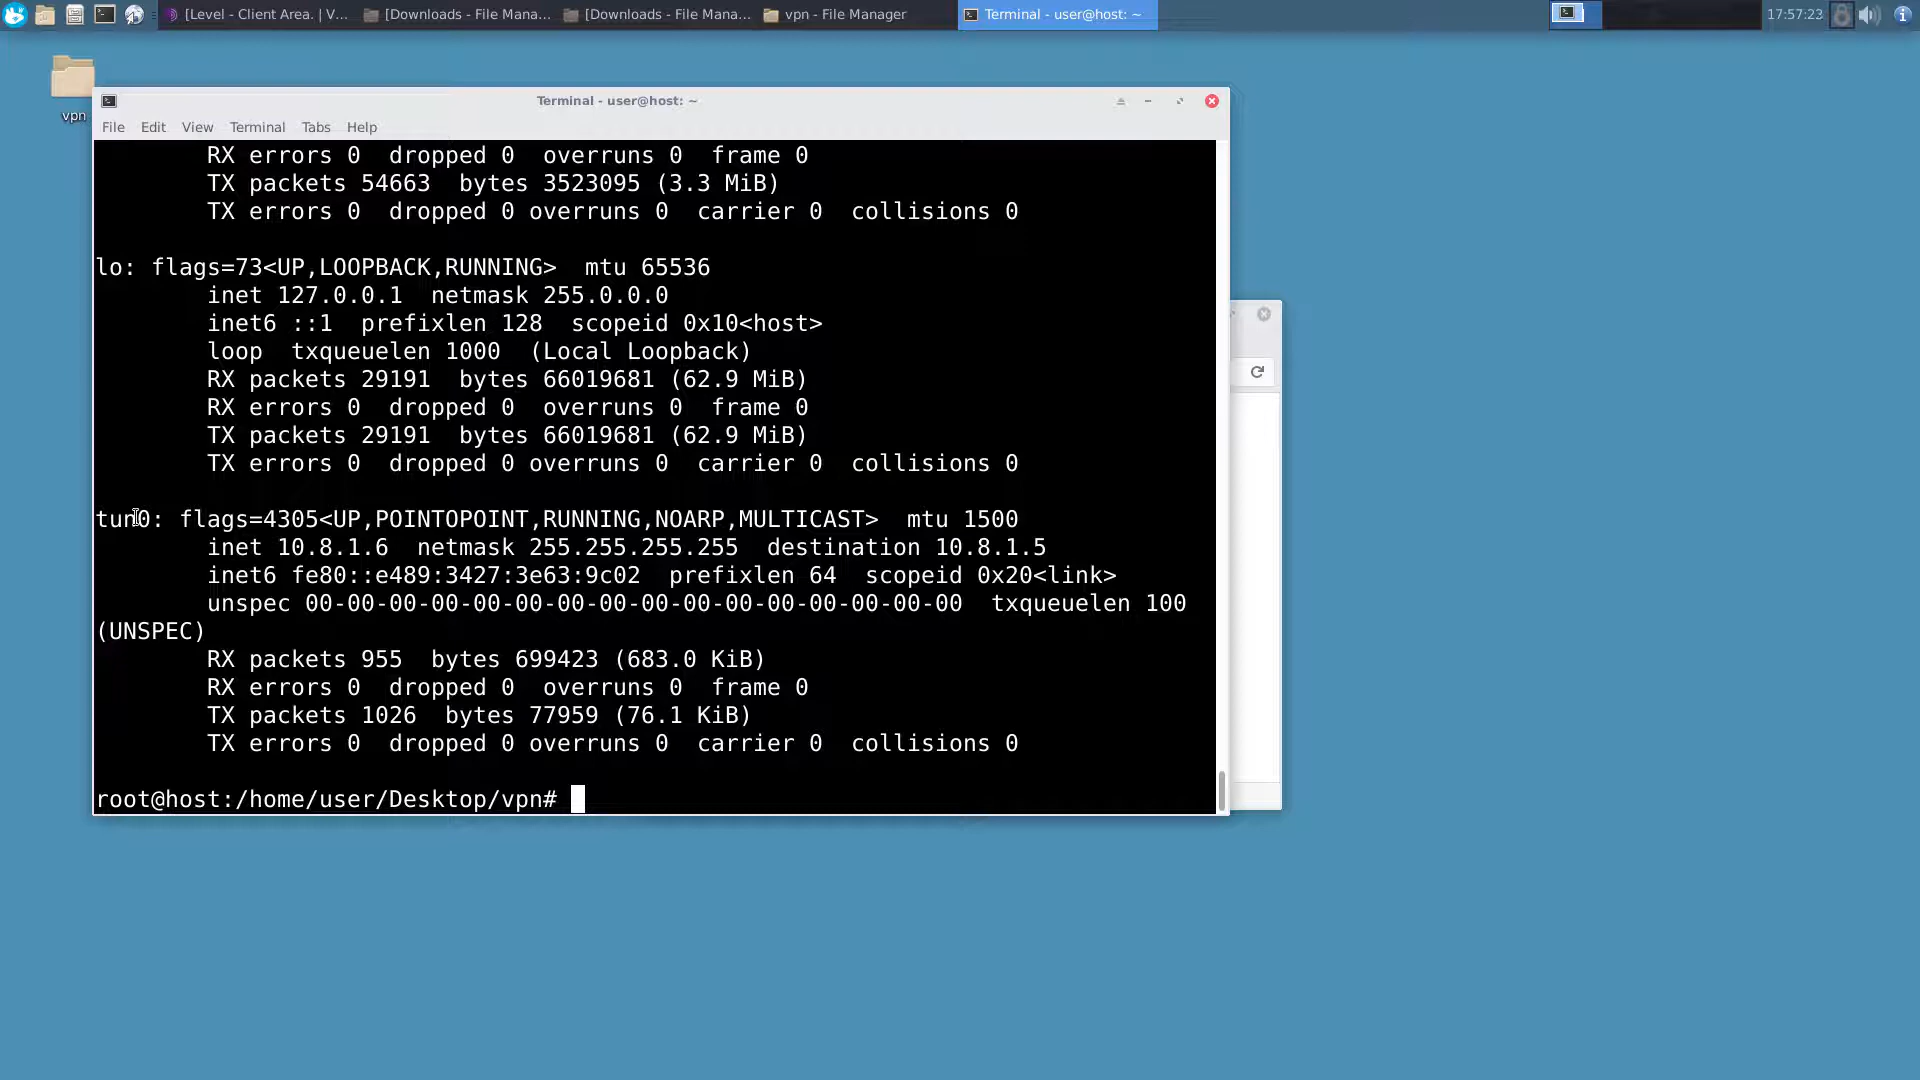 [Level - Client Area. | V...
[Downloads - File Mana...
[Downloads - File Mana...
vpn - File Manager
Terminal - user@host: ~
17:57:23
vpn
Terminal - user@host: ~
File Edit View Terminal Tabs Help
RX errors 0  dropped 0  overruns 0  frame 0
TX packets 54663  bytes 3523095 (3.3 MiB)
TX errors 0  dropped 0 overruns 0  carrier 0  collisions 0
lo: flags=73<UP,LOOPBACK,RUNNING>  mtu 65536
inet 127.0.0.1  netmask 255.0.0.0
inet6 ::1  prefixlen 128  scopeid 0x10<host>
loop  txqueuelen 1000  (Local Loopback)
RX packets 29191  bytes 66019681 (62.9 MiB)
RX errors 0  dropped 0  overruns 0  frame 0
TX packets 29191  bytes 66019681 (62.9 MiB)
TX errors 0  dropped 0 overruns 0  carrier 0  collisions 0
tun0: flags=4305<UP,POINTOPOINT,RUNNING,NOARP,MULTICAST>  mtu 1500
inet 10.8.1.6  netmask 255.255.255.255  destination 10.8.1.5
inet6 fe80::e489:3427:3e63:9c02  prefixlen 64  scopeid 0x20<link>
unspec 00-00-00-00-00-00-00-00-00-00-00-00-00-00-00-00  txqueuelen 100
(UNSPEC)
RX packets 955  bytes 699423 (683.0 KiB)
RX errors 0  dropped 0  overruns 0  frame 0
TX packets 1026  bytes 77959 (76.1 KiB)
TX errors 0  dropped 0 overruns 0  carrier 0  collisions 0
root@host:/home/user/Desktop/vpn#